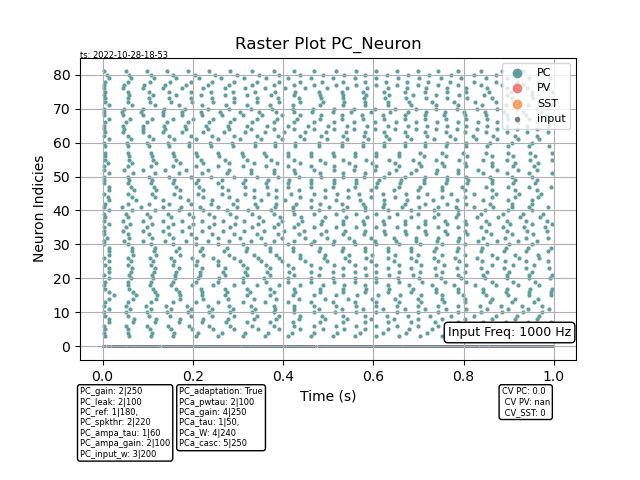 Raster Plot PC_Neuron
ts: 2022-10-28-18-53
PC
PV
SST
input
80
70
60
50
40
30
20
10
0
Neuron Indicies
Input Freq: 1000 Hz
0.0 0.2 0.4 0.6 0.8 1.0
Time (s)
PC_gain: 2|250
PC_leak: 2|100
PC_ref: 1|180,
PC_spkthr: 2|220
PC_ampa_tau: 1|60
PC_ampa_gain: 2|100
PC_input_w: 3|200
PC_adaptation: True
PCa_pwtau: 2|100
PCa_gain: 4|250
PCa_tau: 1|50,
PCa_W: 4|240
PCa_casc: 5|250
CV PC: 0.0
CV PV: nan
CV_SST: 0